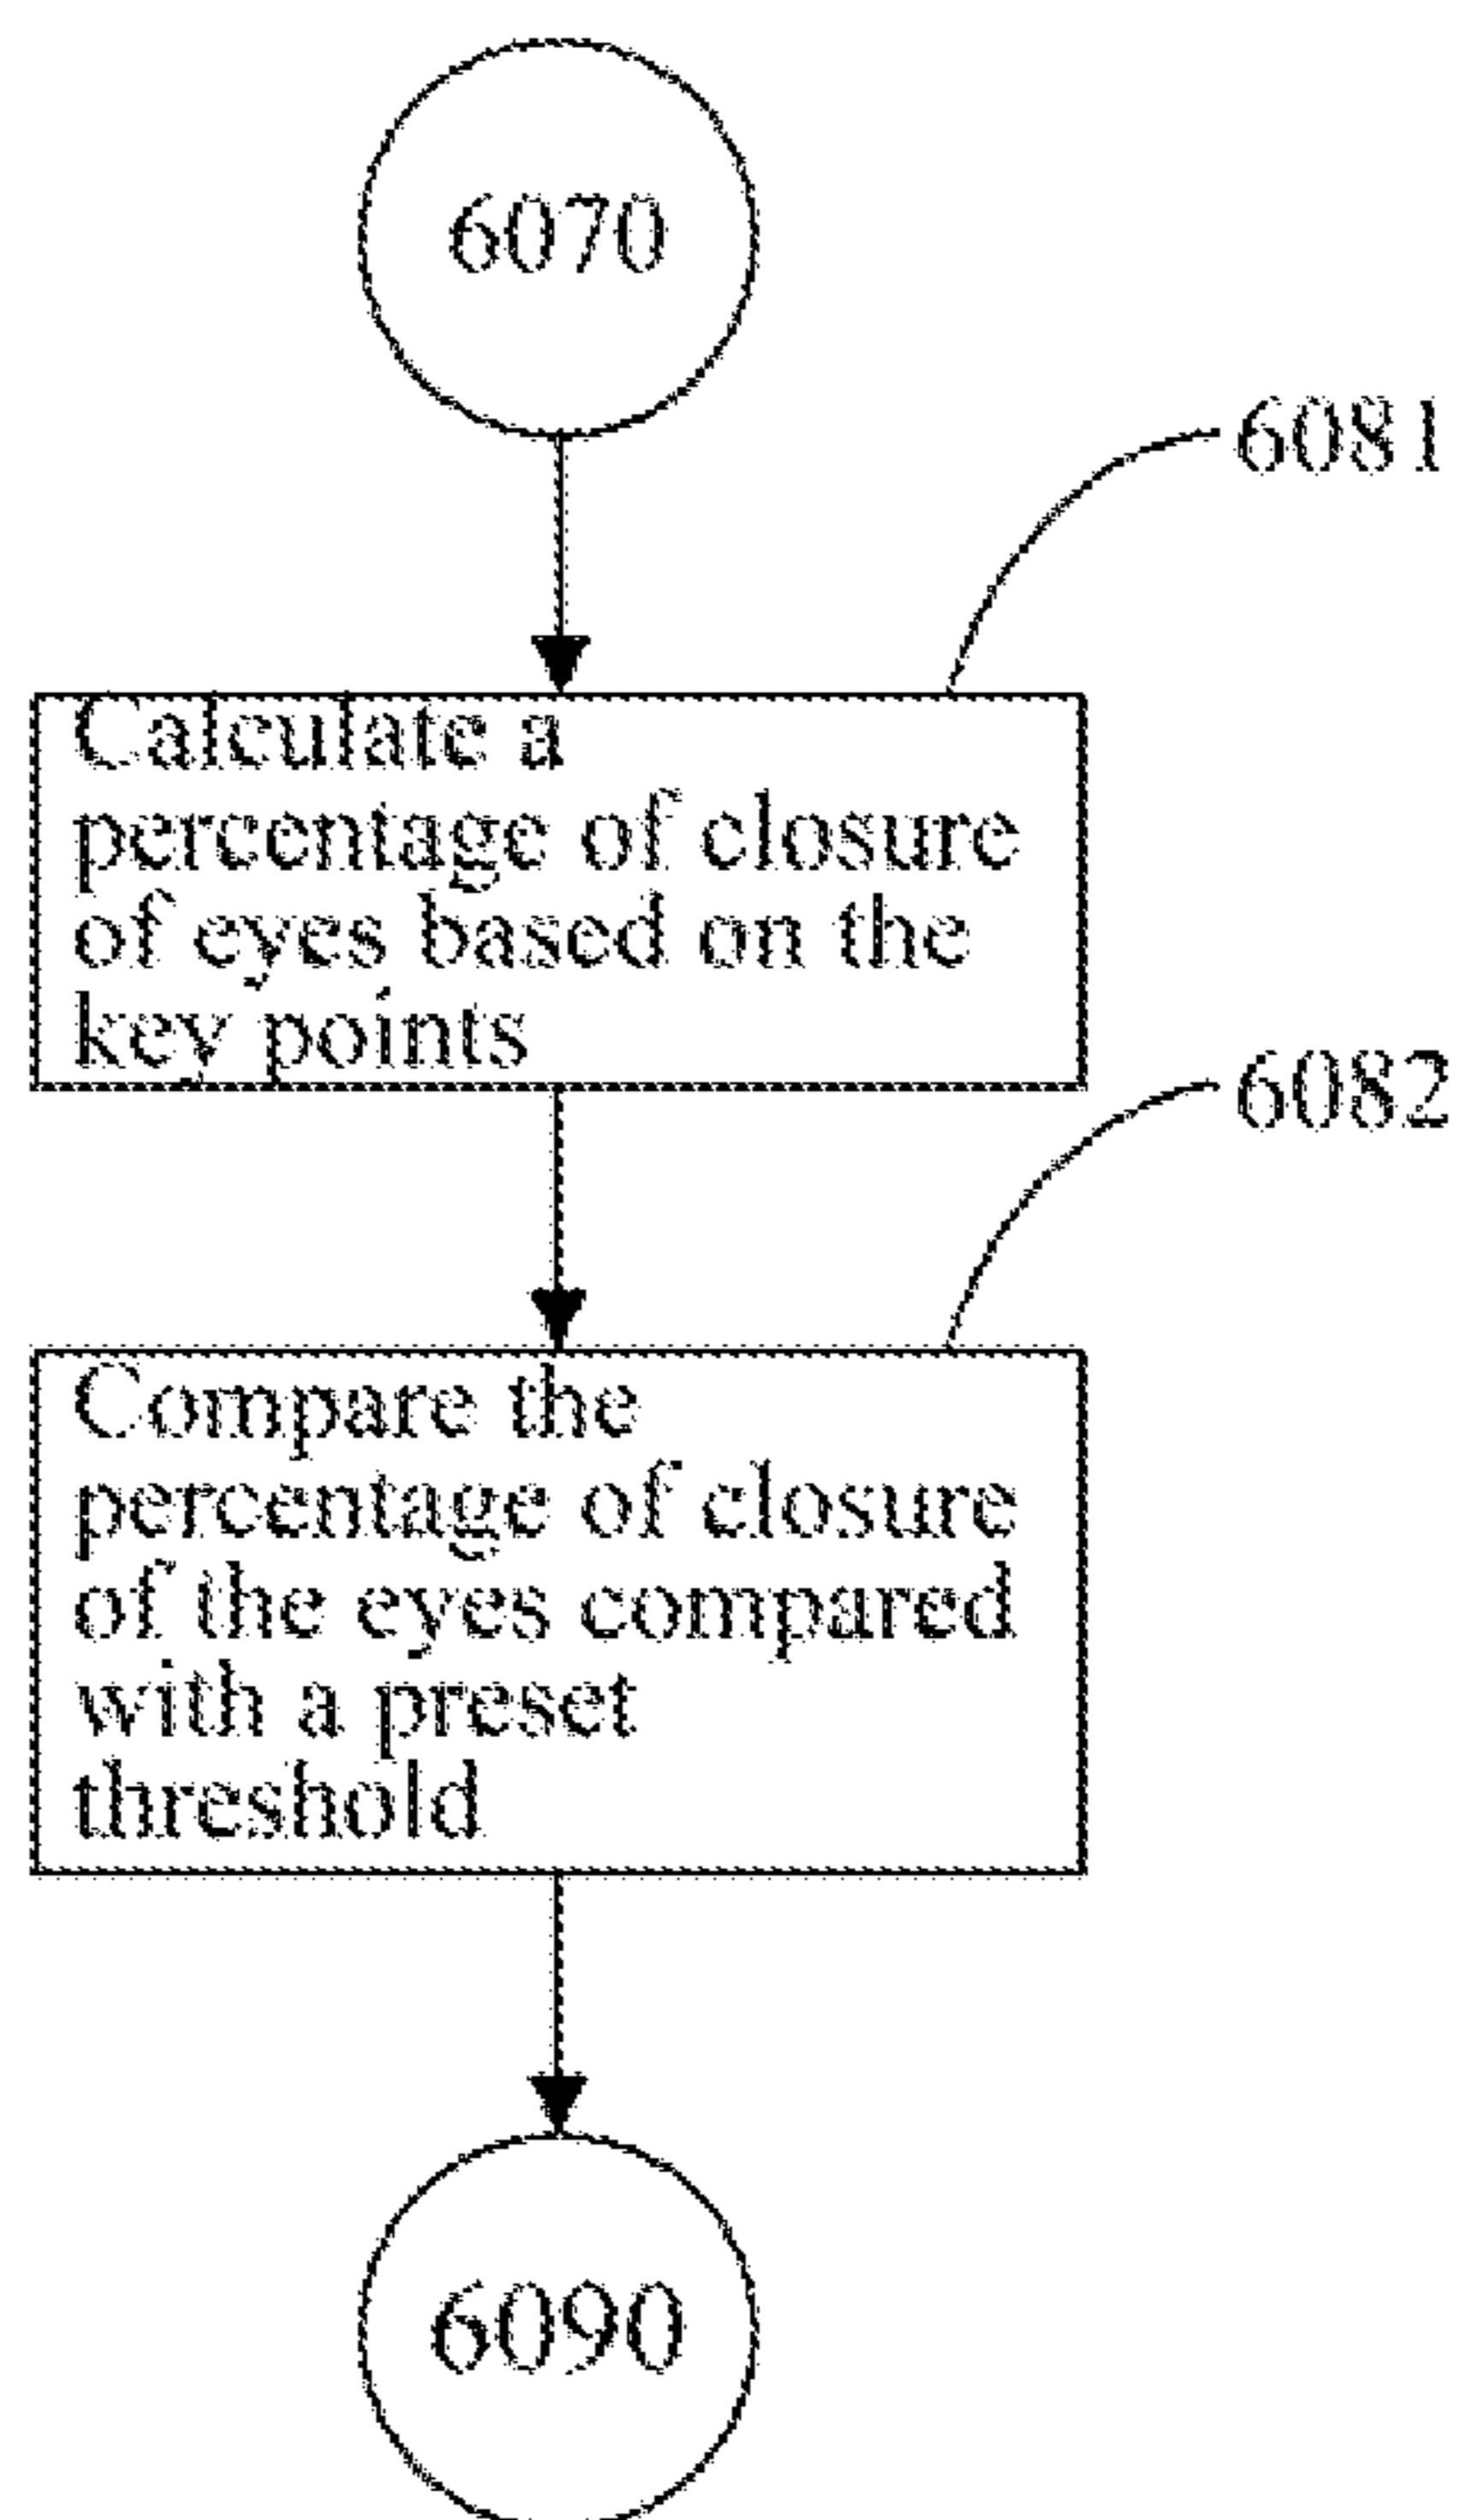 6070
6081
Calculate a
percentage of closure
of eyes based on the
key points
6082
Compare the
percentage of closure
of the eyes compared
with a preset
threshold
6090